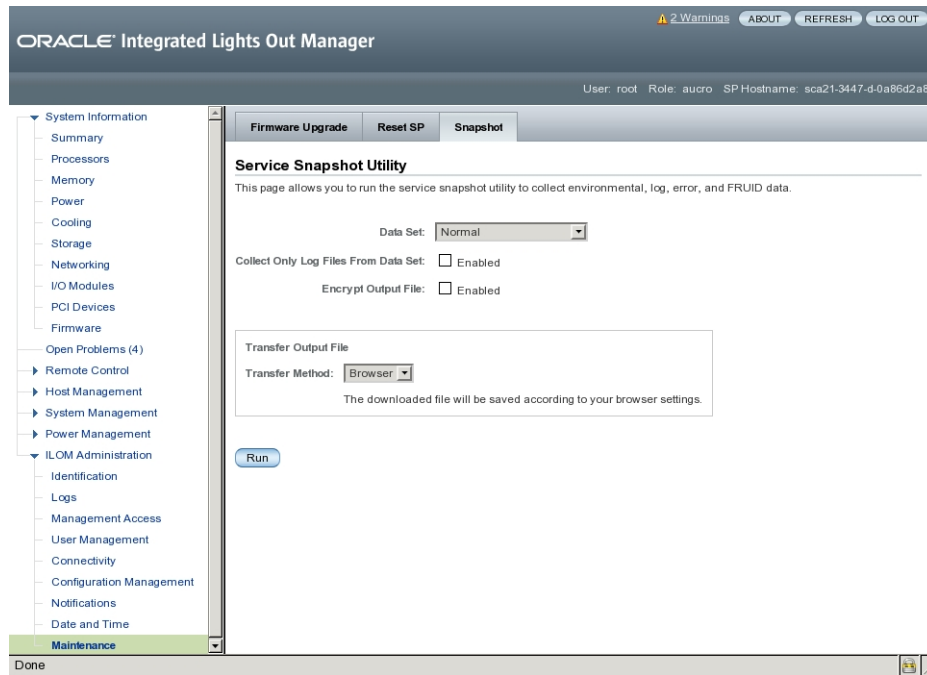 2 Warnings ABOUT REFRESH LOG OUT
ORACLE® Integrated Lights Out Manager
User: root Role: aucro SP Hostname: sca21-3447-d-0a86d2a8
System Information
Summary
Processors
Memory
Power
Cooling
Storage
Networking
I/O Modules
PCI Devices
Firmware
Open Problems (4)
Remote Control
Host Management
System Management
Power Management
ILOM Administration
Identification
Logs
Management Access
User Management
Connectivity
Configuration Management
Notifications
Date and Time
Maintenance
Firmware Upgrade Reset SP Snapshot
Service Snapshot Utility
This page allows you to run the service snapshot utility to collect environmental, log, error, and FRUID data.
Data Set: Normal
Collect Only Log Files From Data Set: Enabled
Encrypt Output File: Enabled
Transfer Output File
Transfer Method: Browser
The downloaded file will be saved according to your browser settings.
Run
Done